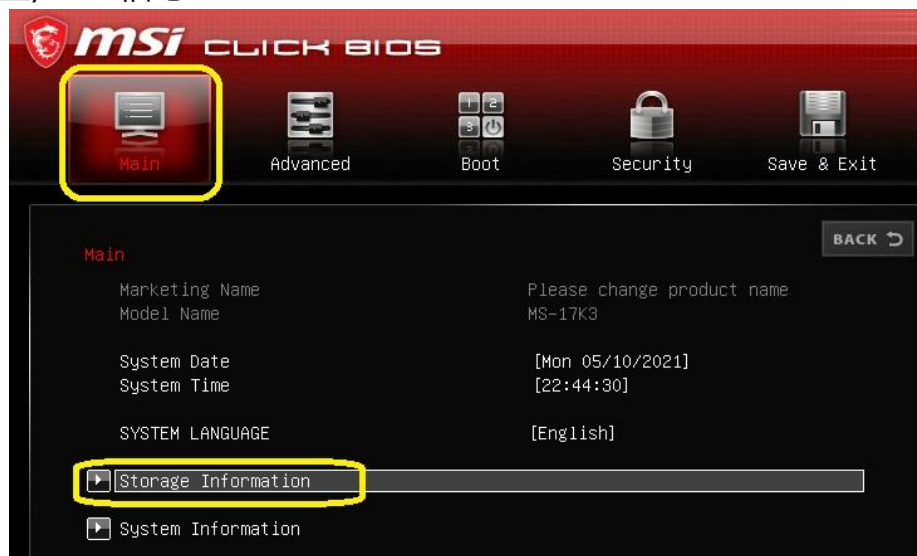 msi CLICK BIOS
Main Advanced Boot Security Save & Exit
BACK
Main
Marketing Name Please change product name
Model Name MS-17K3
System Date [Mon 05/10/2021]
System Time [22:44:30]
SYSTEM LANGUAGE [English]
Storage Information
System Information